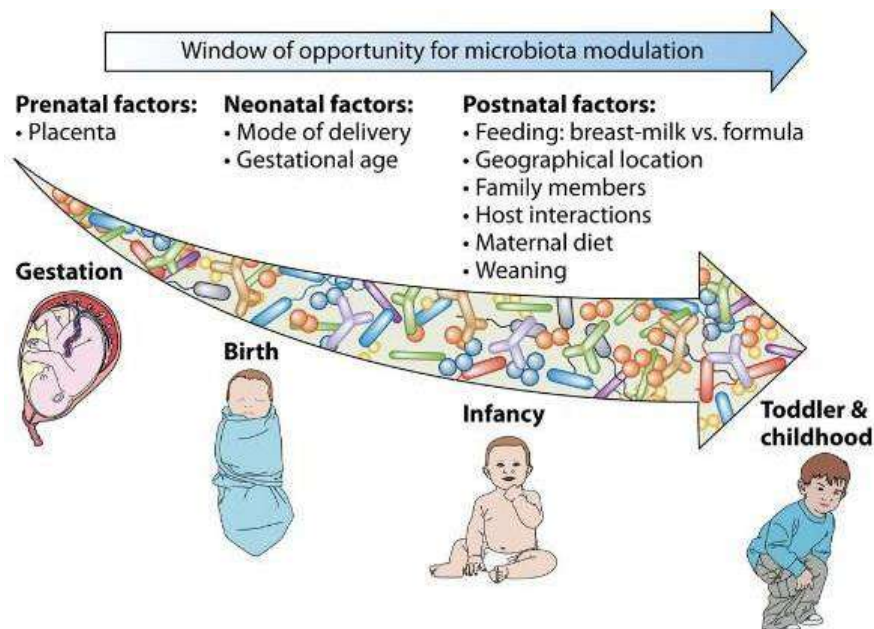 Window of opportunity for microbiota modulation
Prenatal factors:
• Placenta
Neonatal factors:
• Mode of delivery
• Gestational age
Postnatal factors:
• Feeding: breast-milk vs. formula
• Geographical location
• Family members
• Host interactions
• Maternal diet
• Weaning
Gestation
Birth
Infancy
Toddler &
childhood